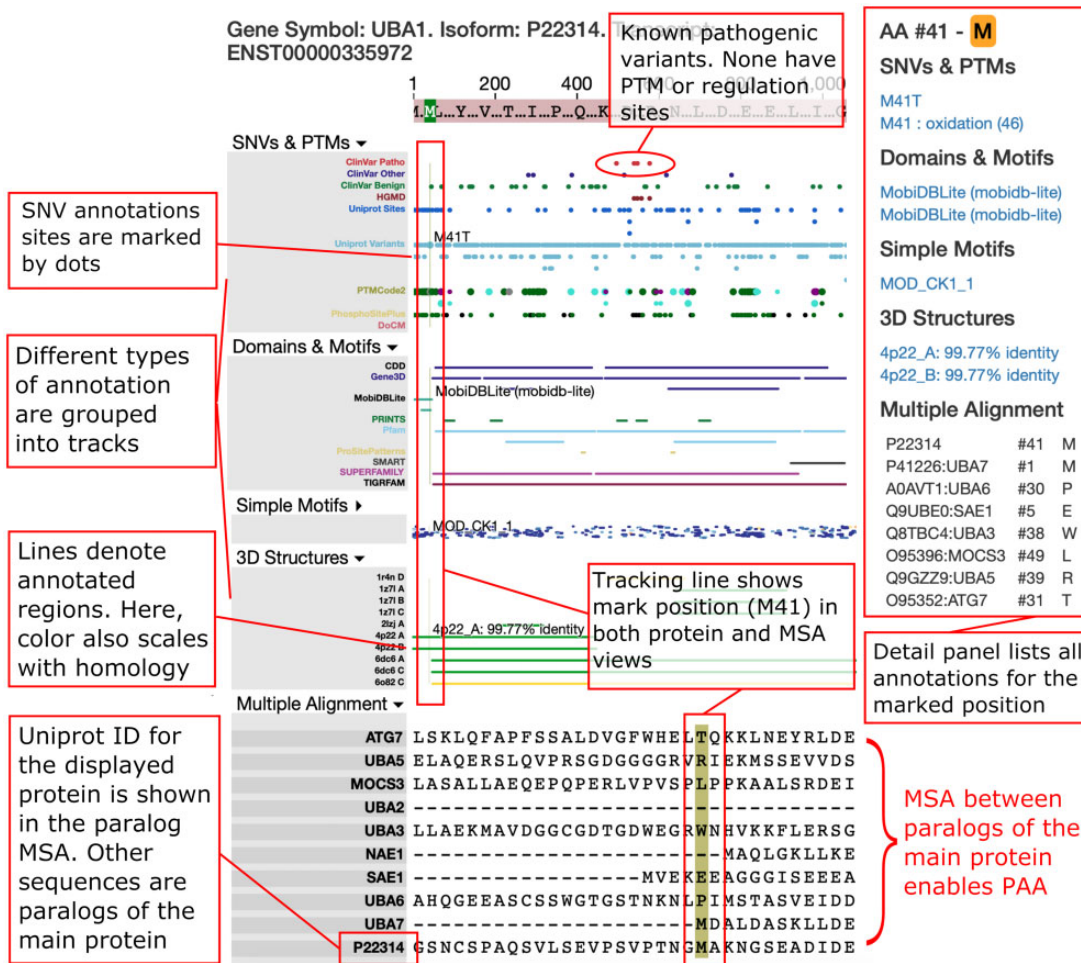 Gene Symbol: UBA1. Isoform: P22314.
ENST00000335972
Known pathogenic
variants. None have
PTM or regulation
sites
1 200 400 1,000
M L...Y...V...T...I...P...Q...K N...L...D...E...E...L...I...G
SNVs & PTMs
ClinVar Patho
ClinVar Other
ClinVar Benign
HGMD
Uniprot Sites
Uniprot Variants
M41T
PTMCode2
PhosphoSitePlus
DoCM
SNV annotations
sites are marked
by dots
Different types
of annotation
are grouped
into tracks
Domains & Motifs
CDD
Gene3D
MobiDBLite
MobiDBLite (mobidb-lite)
PRINTS
Pfam
ProSitePatterns
SMART
SUPERFAMILY
TIGRFAM
Simple Motifs
MOD_CK1_1
Lines denote
annotated
regions. Here,
color also scales
with homology
3D Structures
1r4n D
1z7l A
1z7l B
1z7l C
2lzj A
4p22 A
4p22 B
6dc6 A
6dc6 C
6o82 C
4p22_A: 99.77% identity
Tracking line shows
mark position (M41) in
both protein and MSA
views
Multiple Alignment
Uniprot ID for
the displayed
protein is shown
in the paralog
MSA. Other
sequences are
paralogs of the
main protein
ATG7 LSKLQFAPFSSALDVGFWHELTQKKLNEYRLDE
UBA5 ELAQERSLQVPRSGDGGGGRVRIEKMSSEVVDS
MOCS3 LASALLAEQEPQPERLVPVSPLPPKAALSRDEI
UBA2 ---------------------------------
UBA3 LLAEKMAVDGGCGDTGDWEGRWNHVKKFLERSG
NAE1 -----------------------MAQLGKLLKE
SAE1 -----------------MVEKEEAGGGISEEEA
UBA6 AHQGEEASCSSWGTGSTNKNLPIMSTASVEIDD
UBA7 ---------------------MDALDASKLLDE
P22314 GSNCSPAQSVLSEVPSVPTNGMAKNGSEADIDE
AA #41 - M
SNVs & PTMs
M41T
M41 : oxidation (46)
Domains & Motifs
MobiDBLite (mobidb-lite)
MobiDBLite (mobidb-lite)
Simple Motifs
MOD_CK1_1
3D Structures
4p22_A: 99.77% identity
4p22_B: 99.77% identity
Multiple Alignment
P22314 #41 M
P41226:UBA7 #1 M
A0AVT1:UBA6 #30 P
Q9UBE0:SAE1 #5 E
Q8TBC4:UBA3 #38 W
O95396:MOCS3 #49 L
Q9GZZ9:UBA5 #39 R
O95352:ATG7 #31 T
Detail panel lists all
annotations for the
marked position
MSA between
paralogs of the
main protein
enables PAA